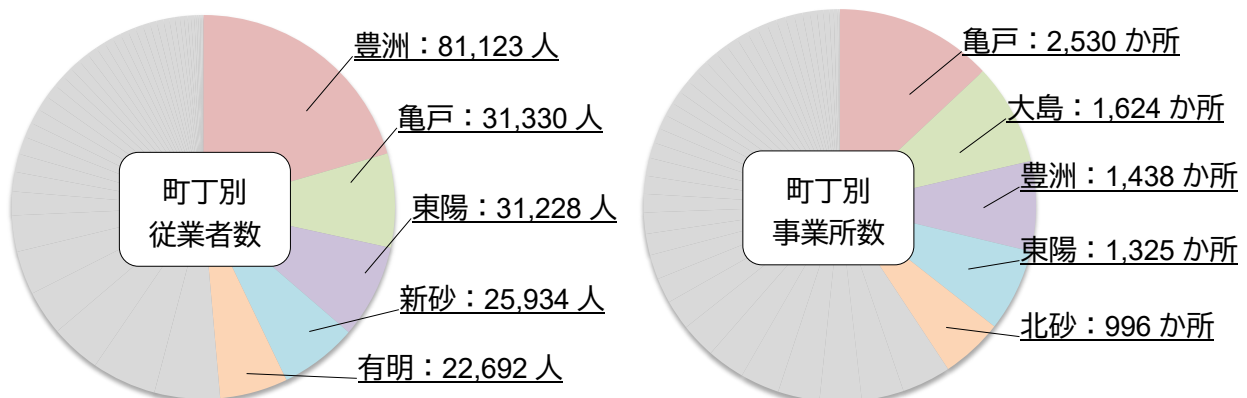 豊洲：81,123 人
亀戸：31,330 人
東陽：31,228 人
新砂：25,934 人
有明：22,692 人
町丁別
従業者数
亀戸：2,530 か所
大島：1,624 か所
豊洲：1,438 か所
東陽：1,325 か所
北砂：996 か所
町丁別
事業所数